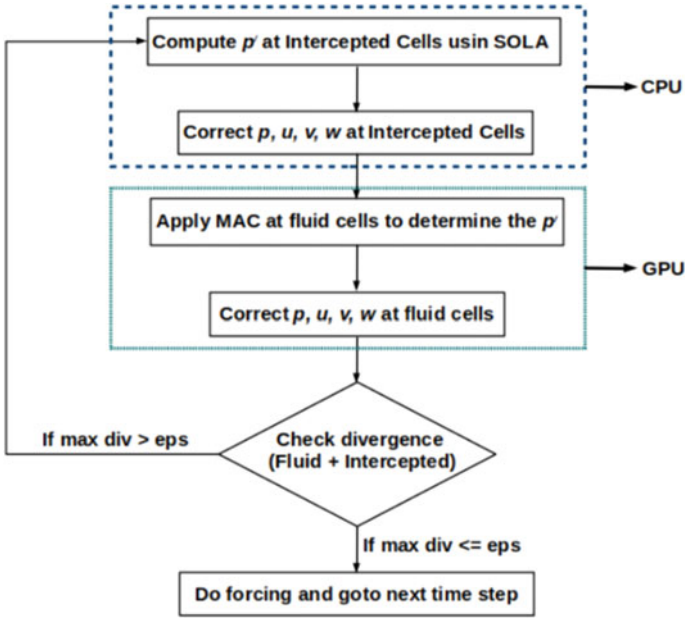 Compute p' at Intercepted Cells usin SOLA
CPU
Correct p, u, v, w at Intercepted Cells
Apply MAC at fluid cells to determine the p'
GPU
Correct p, u, v, w at fluid cells
If max div > eps
Check divergence
(Fluid + Intercepted)
If max div <= eps
Do forcing and goto next time step